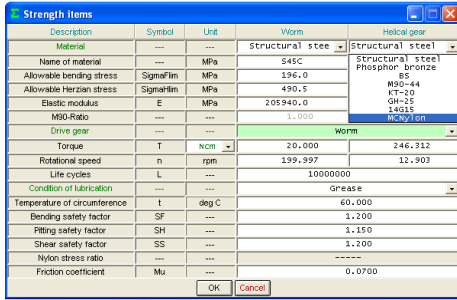 Σ Strength items
Description Symbol Unit Worm Helical gear
Material --- --- Structural stee Structural steel
Name of material --- MPa S45C
Allowable bending stress SigmaFlim MPa 196.0
Allowable Herzian stress SigmaHlim MPa 490.5
Elastic modulus E MPa 205940.0
M90-Ratio --- --- 1.000
Structural steel
Phosphor bronze
BS
M90-44
KT-20
GH-25
14G15
MCNylon
Drive gear --- --- Worm
Torque T NCM 20.000 246.312
Rotational speed n rpm 199.997 12.903
Life cycles L --- 10000000
Condition of lubrication --- --- Grease
Temperature of circumference t deg C 60.000
Bending safety factor SF --- 1.200
Pitting safety factor SH --- 1.150
Shear safety factor SS --- 1.200
Nylon stress ratio --- -----
Friction coefficient Mu --- 0.0700
OK Cancel